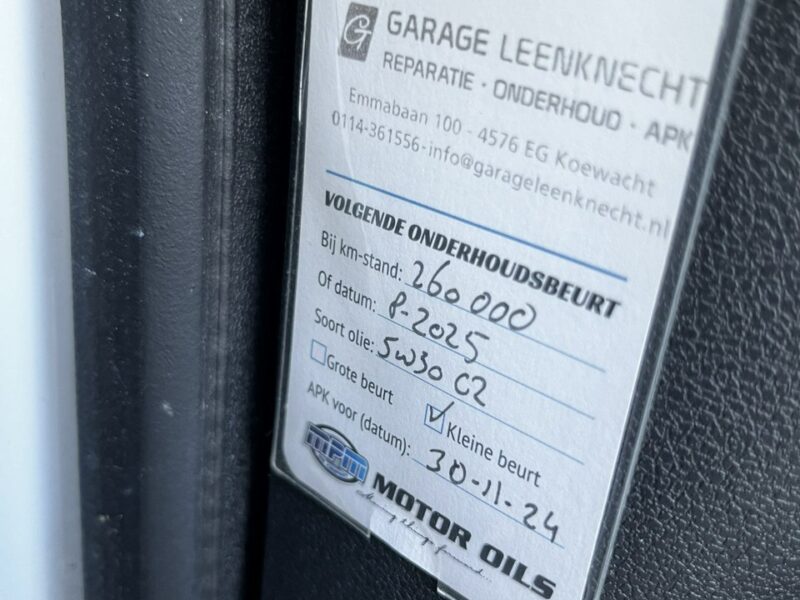 G GARAGE LEENKNECHT
REPARATIE · ONDERHOUD · APK
Emmabaan 100 - 4576 EG Koewacht
0114-361556-info@garageleenknecht.nl
VOLGENDE ONDERHOUDSBEURT
Bij km-stand: 260 000
Of datum: 8-2025
Soort olie: 5W30 C2
Grote beurt Kleine beurt
APK voor (datum): 30-11-24
MPM MOTOR OILS